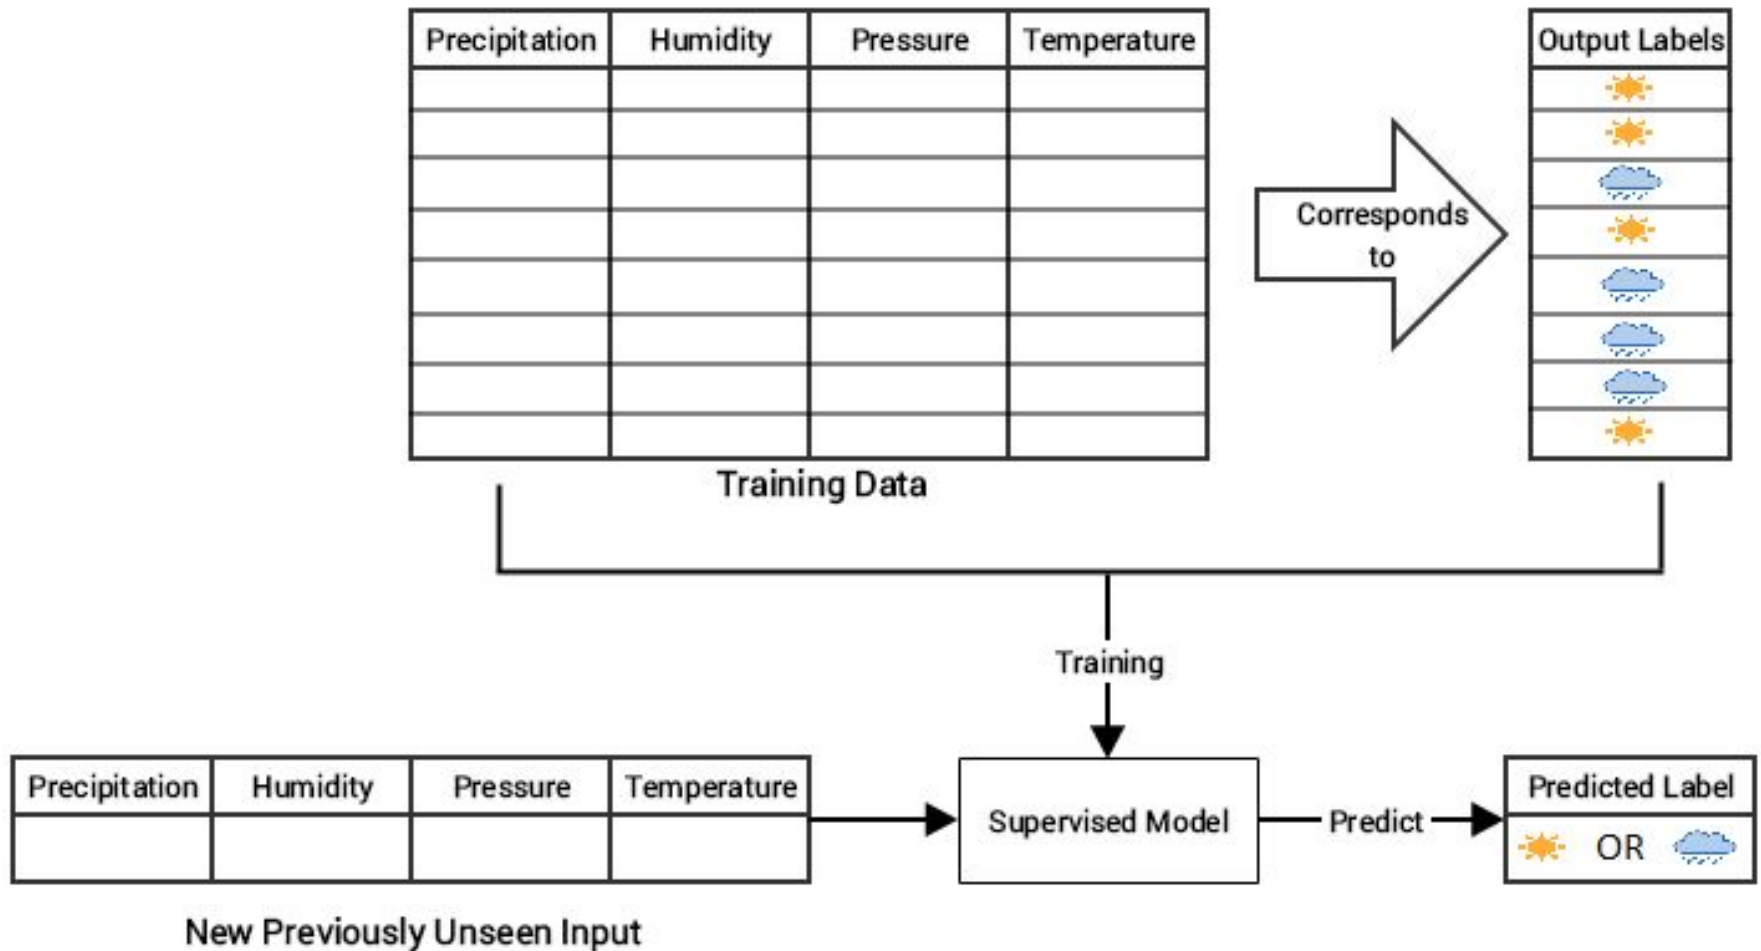 Precipitation Humidity Pressure Temperature
Output Labels
Corresponds
to
Training Data
Training
Precipitation Humidity Pressure Temperature
Supervised Model
Predict
Predicted Label
OR
New Previously Unseen Input